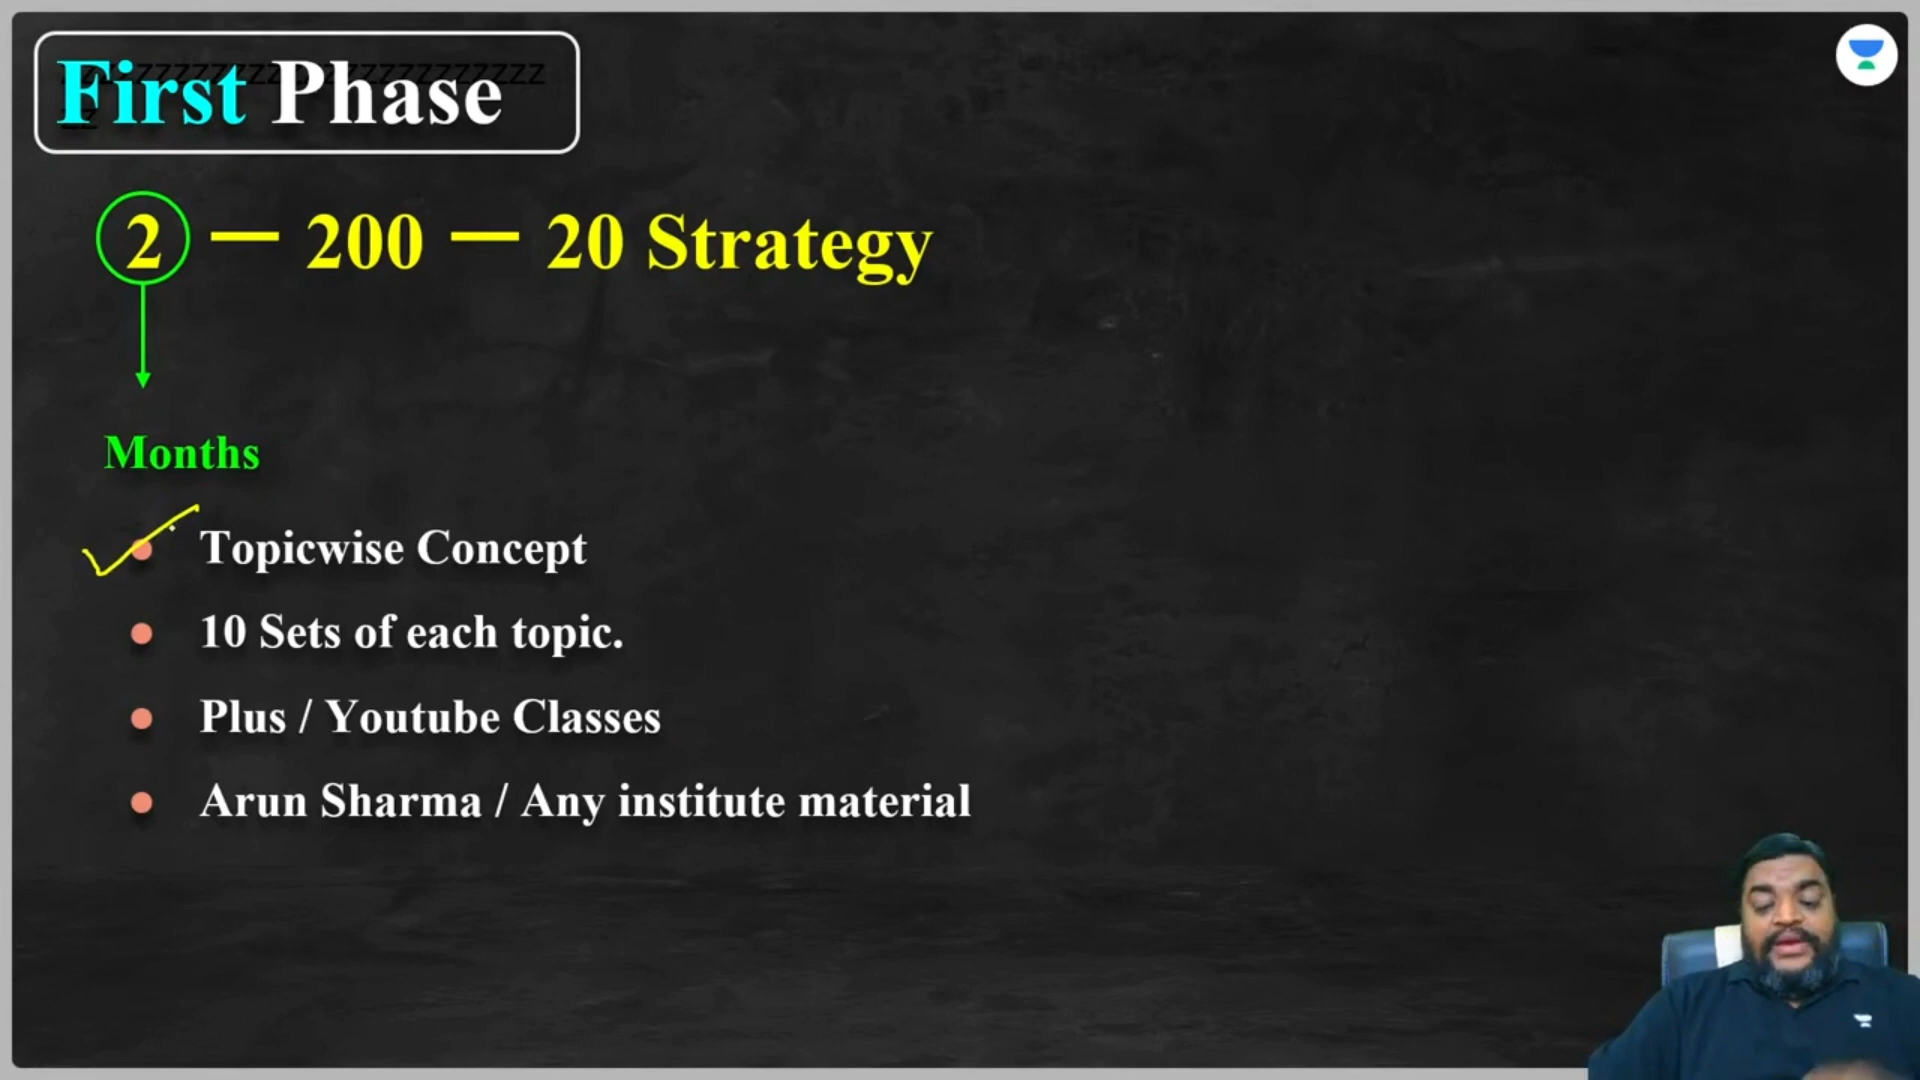 First Phase
2 — 200 — 20 Strategy
Months
Topicwise Concept
10 Sets of each topic.
Plus / Youtube Classes
Arun Sharma / Any institute material